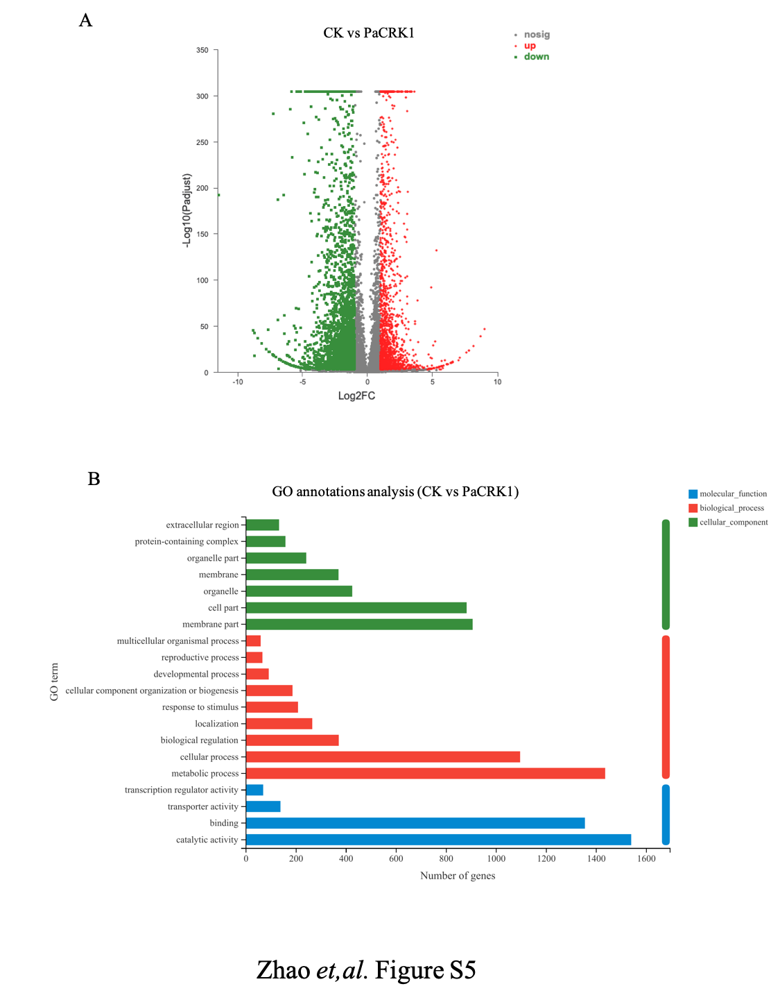 A
CK vs PaCRK1
nosig
up
down
350
300
250
200
150
100
50
0
-Log10(Padjust)
-10 -5 0 5 10
Log2FC
B
GO annotations analysis (CK vs PaCRK1)
molecular_function
biological_process
cellular_component
GO term
extracellular region
protein-containing complex
organelle part
membrane
organelle
cell part
membrane part
multicellular organismal process
reproductive process
developmental process
cellular component organization or biogenesis
response to stimulus
localization
biological regulation
cellular process
metabolic process
transcription regulator activity
transporter activity
binding
catalytic activity
0 200 400 600 800 1000 1200 1400 1600
Number of genes
Zhao et,al. Figure S5